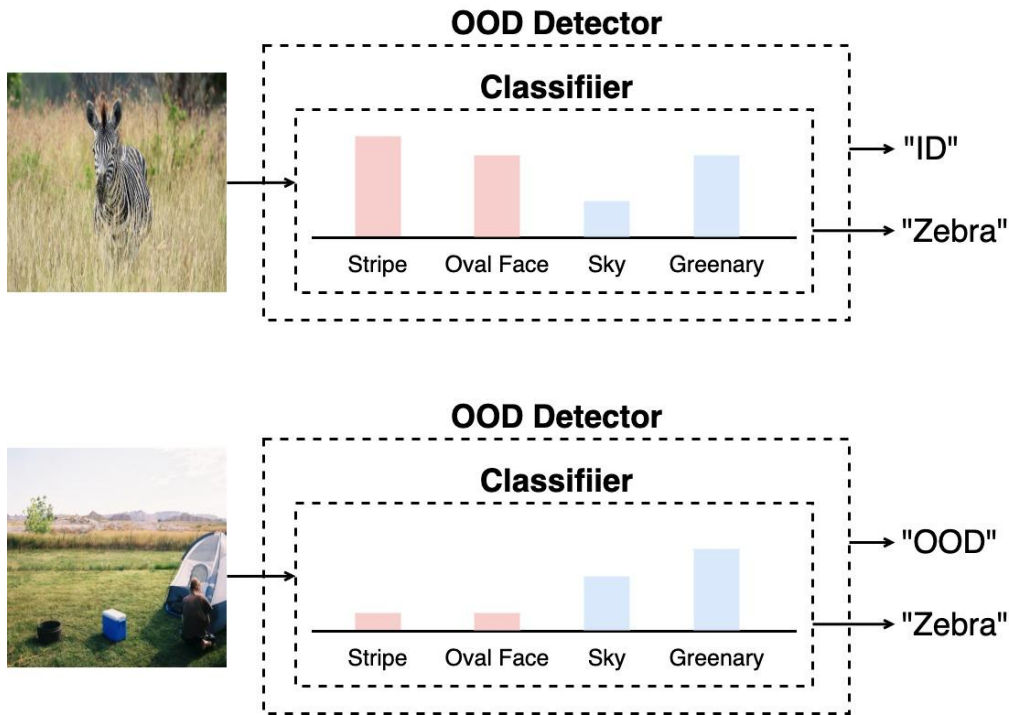 OOD Detector
Classifiier
"ID"
"Zebra"
Stripe Oval Face Sky Greenary
OOD Detector
Classifiier
"OOD"
"Zebra"
Stripe Oval Face Sky Greenary